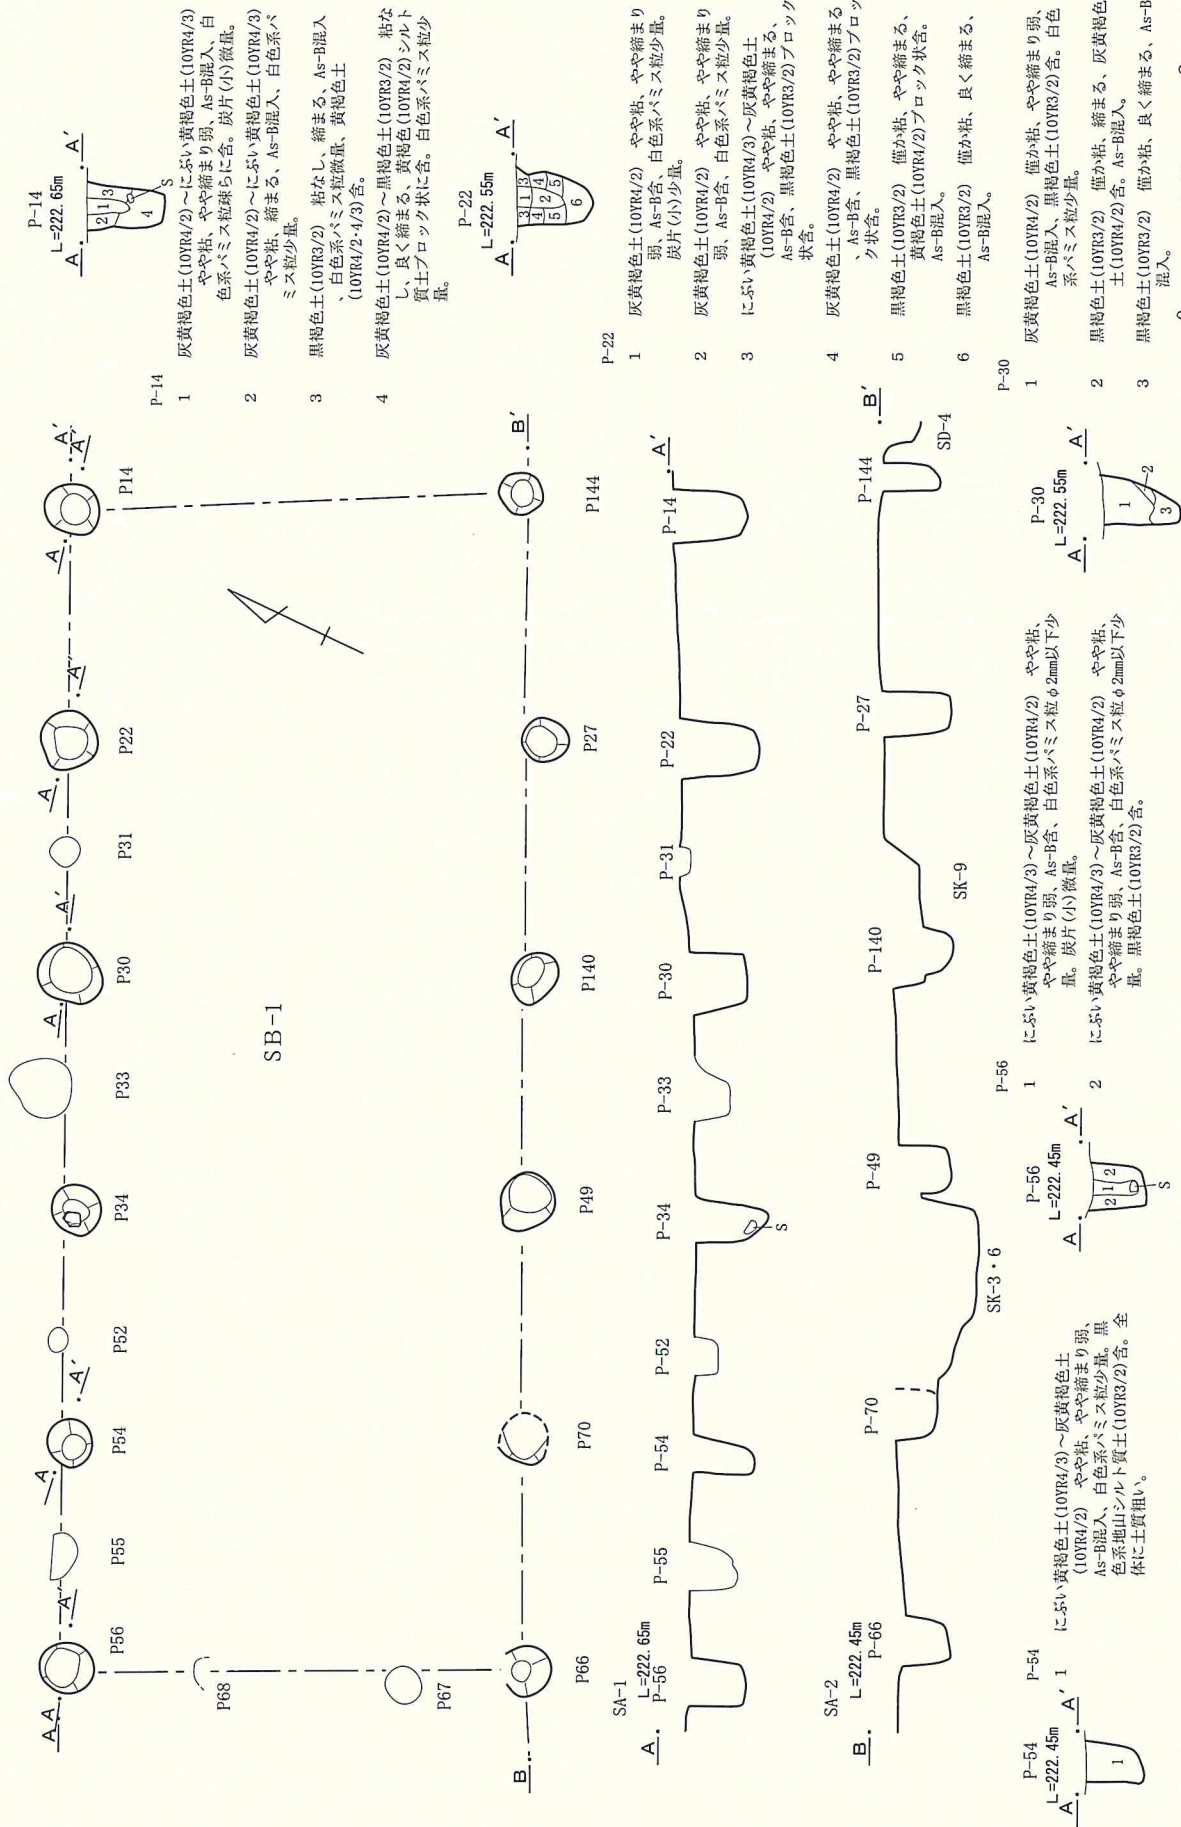 P56
P55
P54
P52
P34
P33
P30
P31
P22
P14
A
A
A'
A
A'
A
A'
A
A'
A
A'
A'
P68
P67
SB-1
B
B'
P66
P70
P49
P140
P27
P144
SA-1
A
L=222.65m
P-56
P-55
P-54
P-52
P-34
S
P-33
P-30
P-31
P-22
P-14
A'
SA-2
B
L=222.45m
P-66
P-70
SK-3・6
P-49
P-140
SK-9
P-27
P-144
SD-4
B'
P-14
L=222.65m
A
A'
2
1
3
4
S
P-14
1 灰黄褐色土(10YR4/2)~にぶい黄褐色土(10YR4/3)
やや粘、やや締まり弱、As-B混入、白
色系パミス粒疎らに含。炭片(小)微量。
2 灰黄褐色土(10YR4/2)~にぶい黄褐色土(10YR4/3)
やや粘、締まる、As-B混入、白色系パ
ミス粒少量。
3 黒褐色土(10YR3/2) 粘なし、締まる、As-B混入
、白色系パミス粒微量、黄褐色土
(10YR4/2・4/3)含。
4 灰黄褐色土(10YR4/2)~黒褐色土(10YR3/2) 粘な
し、良く締まる、黄褐色(10YR4/2)シルト
質土ブロック状に含。白色系パミス粒少
量。
P-22
L=222.55m
A
A'
3
1
3
4
2
4
5
5
6
P-22
1 灰黄褐色土(10YR4/2) やや粘、やや締まり
弱、As-B含、白色系パミス粒少量。
炭片(小)少量。
2 灰黄褐色土(10YR4/2) やや粘、やや締まり
弱、As-B含、白色系パミス粒少量。
3 にぶい黄褐色土(10YR4/3)~灰黄褐色土
(10YR4/2) やや粘、やや締まる、
As-B含、黒褐色土(10YR3/2)ブロック
状含。
4 灰黄褐色土(10YR4/2) やや粘、やや締まる
、As-B含、黒褐色土(10YR3/2)ブロッ
ク状含。
5 黒褐色土(10YR3/2) 僅か粘、やや締まる、
黄褐色土(10YR4/2)ブロック状含。
As-B混入。
6 黒褐色土(10YR3/2) 僅か粘、良く締まる、
As-B混入。
P-54
L=222.45m
A
A'
1
P-54
1 にぶい黄褐色土(10YR4/3)~灰黄褐色土
(10YR4/2) やや粘、やや締まり弱、
As-B混入、白色系パミス粒少量。黒
色系地山シルト質土(10YR3/2)含。全
体に土質粗い。
P-56
L=222.45m
A
A'
2
1
2
S
P-56
1 にぶい黄褐色土(10YR4/3)~灰黄褐色土(10YR4/2) やや粘、
やや締まり弱、As-B含、白色系パミス粒φ2mm以下少
量。炭片(小)微量。
2 にぶい黄褐色土(10YR4/3)~灰黄褐色土(10YR4/2) やや粘、
やや締まり弱、As-B含、白色系パミス粒φ2mm以下少
量。黒褐色土(10YR3/2)含。
P-30
L=222.55m
A
A'
1
2
3
P-30
1 灰黄褐色土(10YR4/2) 僅か粘、やや締まり弱、
As-B混入、黒褐色土(10YR3/2)含。白色
系パミス粒少量。
2 黒褐色土(10YR3/2) 僅か粘、締まる、灰黄褐色
土(10YR4/2)含。As-B混入。
3 黒褐色土(10YR3/2) 僅か粘、良く締まる、As-B
混入。